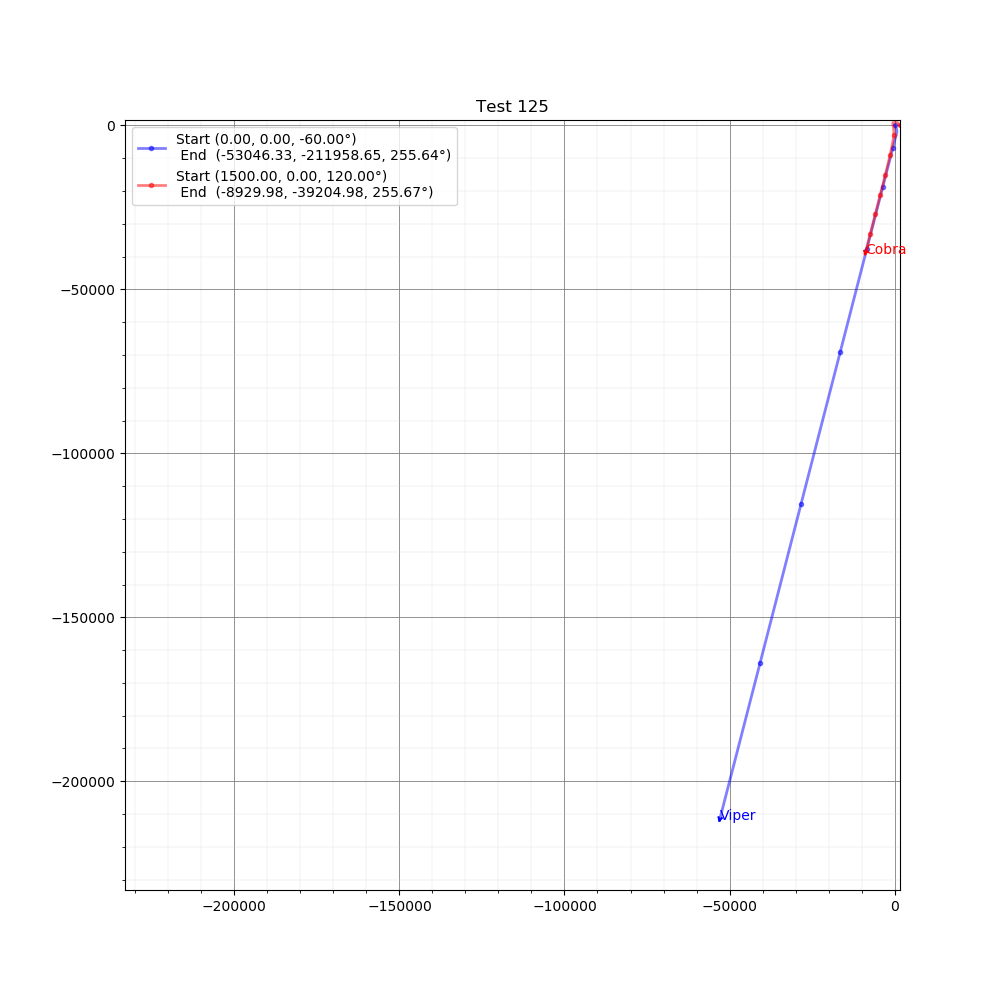 Test 125
Start (0.00, 0.00, -60.00°)
End (-53046.33, -211958.65, 255.64°)
Start (1500.00, 0.00, 120.00°)
End (-8929.98, -39204.98, 255.67°)
0
−50000
−100000
−150000
−200000
Cobra
Viper
−200000 −150000 −100000 −50000 0